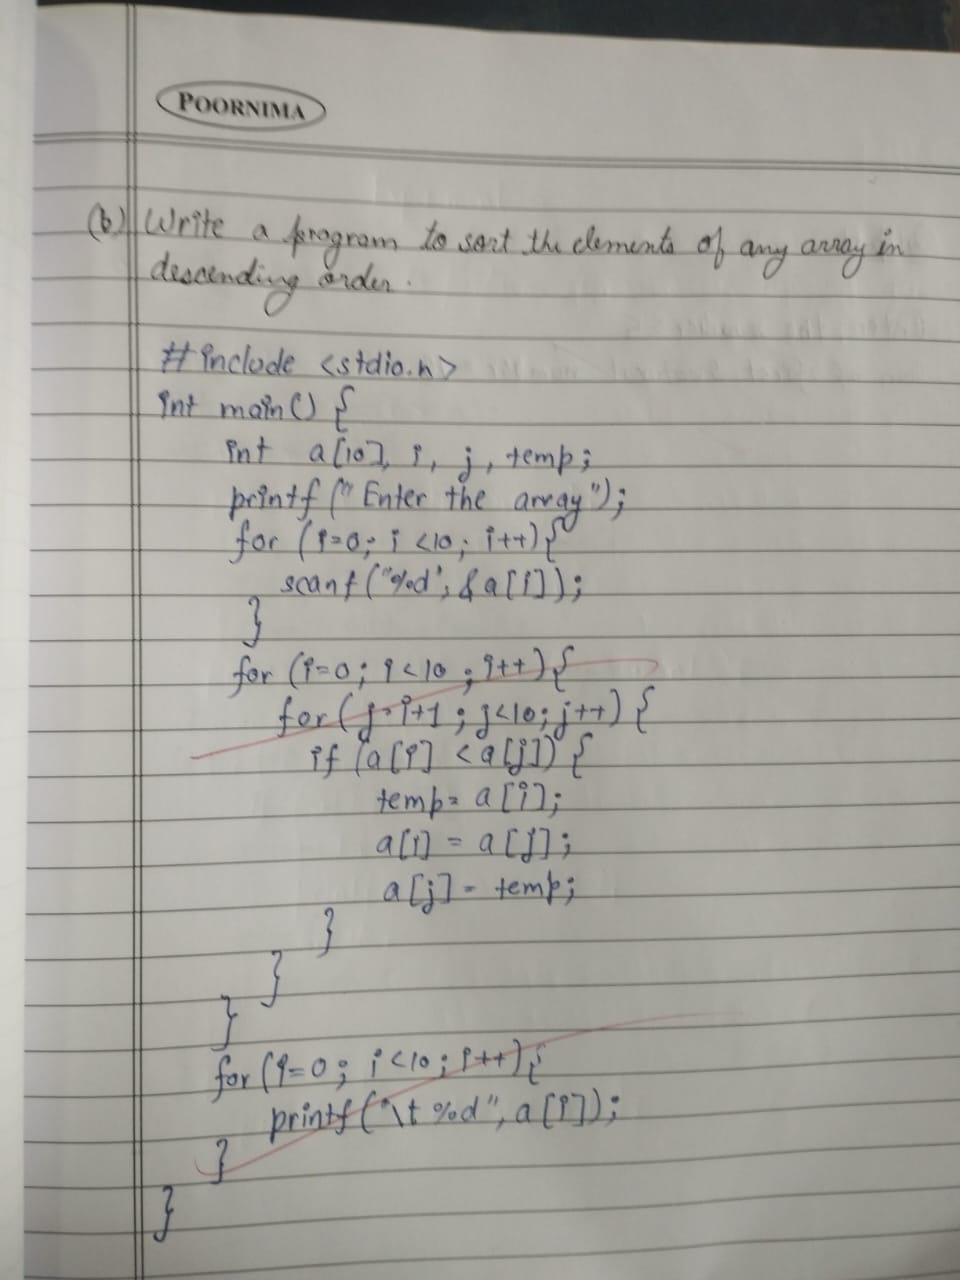 POORNIMA
(b) Write a program to sort the elements of any array in
descending order.
#include <stdio.h>
int main() {
int a[10], i, j, temp;
printf (" Enter the array");
for (i=0; i <10; i++){
scanf ("%d", &a[i]);
}
for (i=0; i<10; i++){
for (j=i+1; j<10; j++) {
if (a[i] < a[j]) {
temp= a[i];
a[i] = a[j];
a[j] = temp;
}
}
}
for (i=0; i<10; i++){
printf ("\t %d", a[i]);
}
}